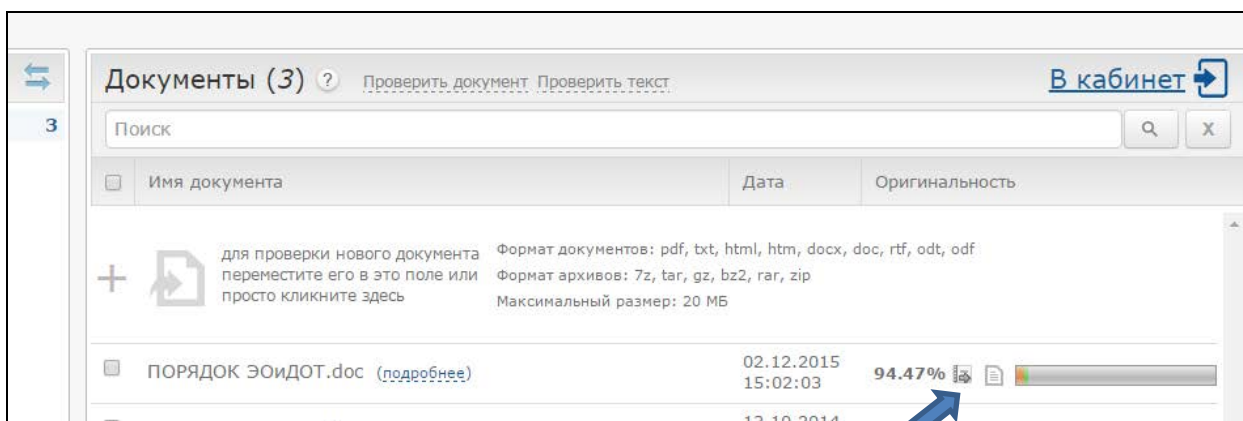 Документы (3) ? Проверить документ Проверить текст В кабинет
3
Поиск X
Имя документа Дата Оригинальность
для проверки нового документа
переместите его в это поле или
просто кликните здесь
Формат документов: pdf, txt, html, htm, docx, doc, rtf, odt, odf
Формат архивов: 7z, tar, gz, bz2, rar, zip
Максимальный размер: 20 МБ
ПОРЯДОК ЭОиДОТ.doc (подробнее) 02.12.2015
15:02:03
94.47%